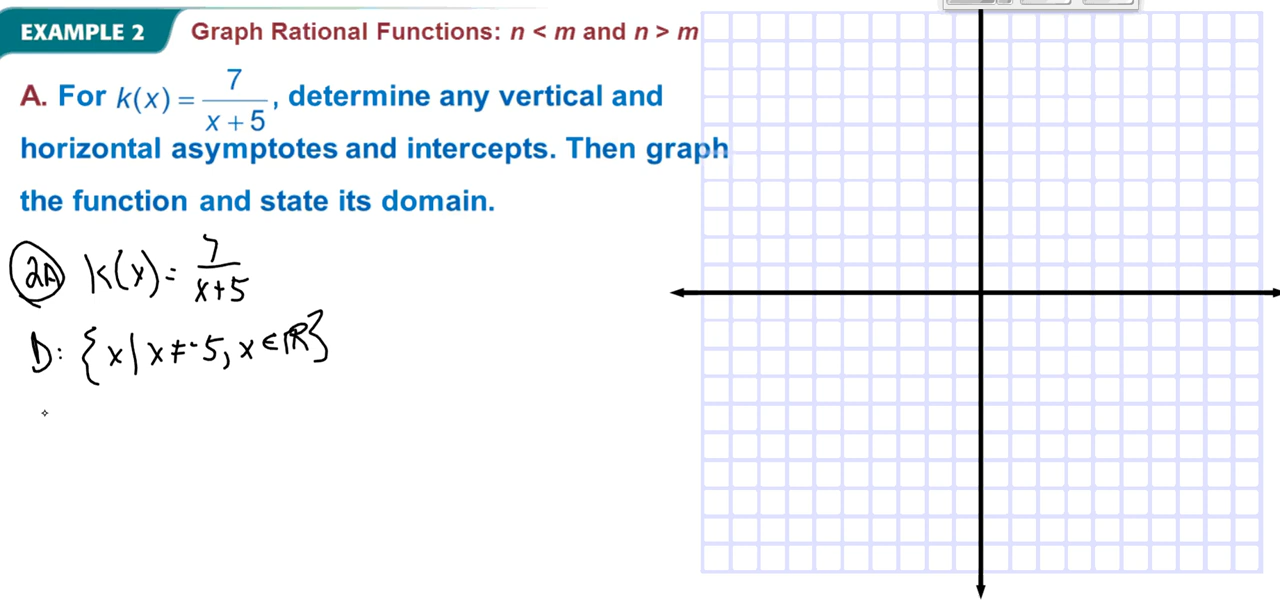 EXAMPLE 2 Graph Rational Functions: n < m and n > m
A. For k(x) = 7/(x + 5), determine any vertical and
horizontal asymptotes and intercepts. Then graph
the function and state its domain.
2A k(x) = 7/(x+5)
D: {x | x ≠ -5, x ∈ ℝ}